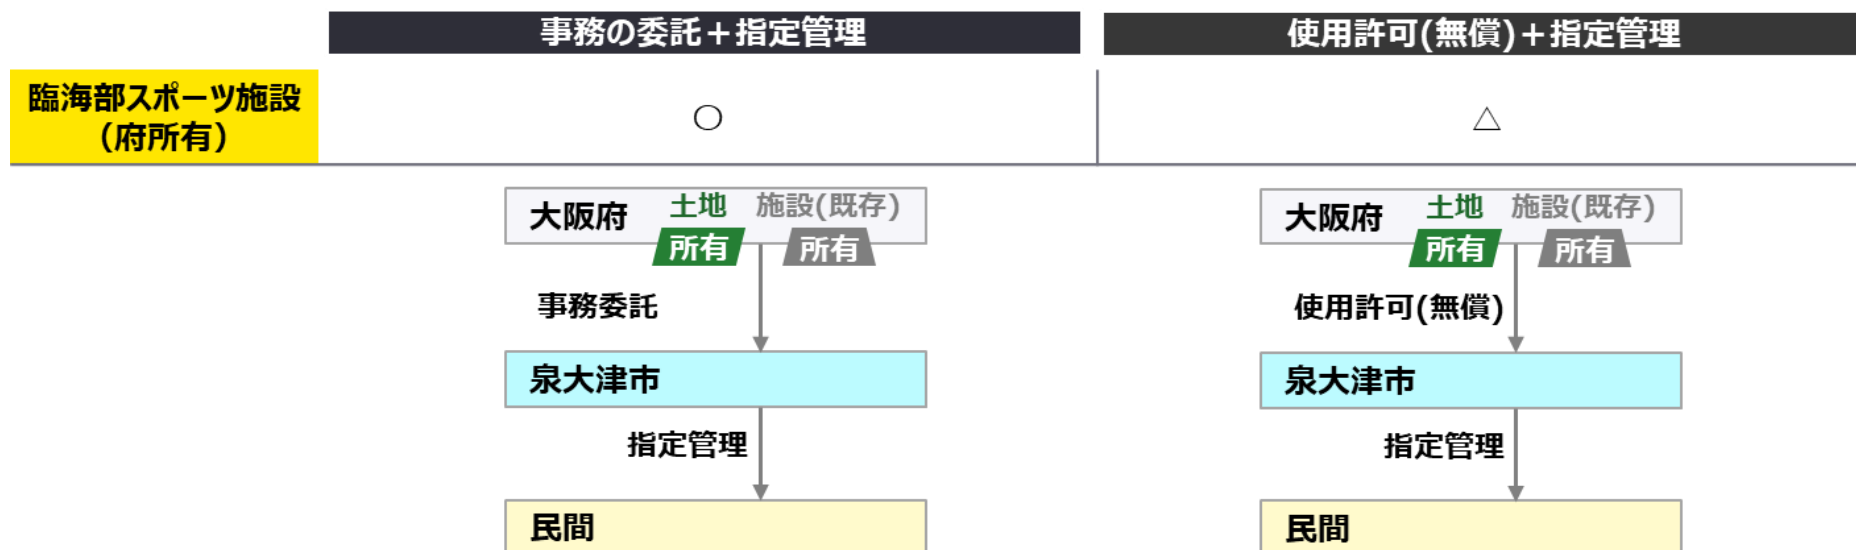 事務の委託＋指定管理
使用許可(無償)＋指定管理
臨海部スポーツ施設
（府所有）
〇
△
大阪府 土地 施設(既存)
所有 所有
事務委託
泉大津市
指定管理
民間
大阪府 土地 施設(既存)
所有 所有
使用許可(無償)
泉大津市
指定管理
民間